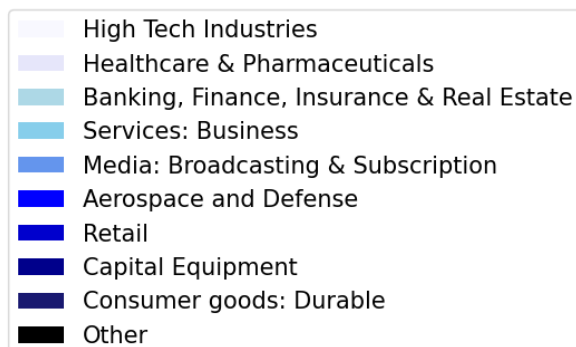 High Tech Industries
Healthcare & Pharmaceuticals
Banking, Finance, Insurance & Real Estate
Services: Business
Media: Broadcasting & Subscription
Aerospace and Defense
Retail
Capital Equipment
Consumer goods: Durable
Other